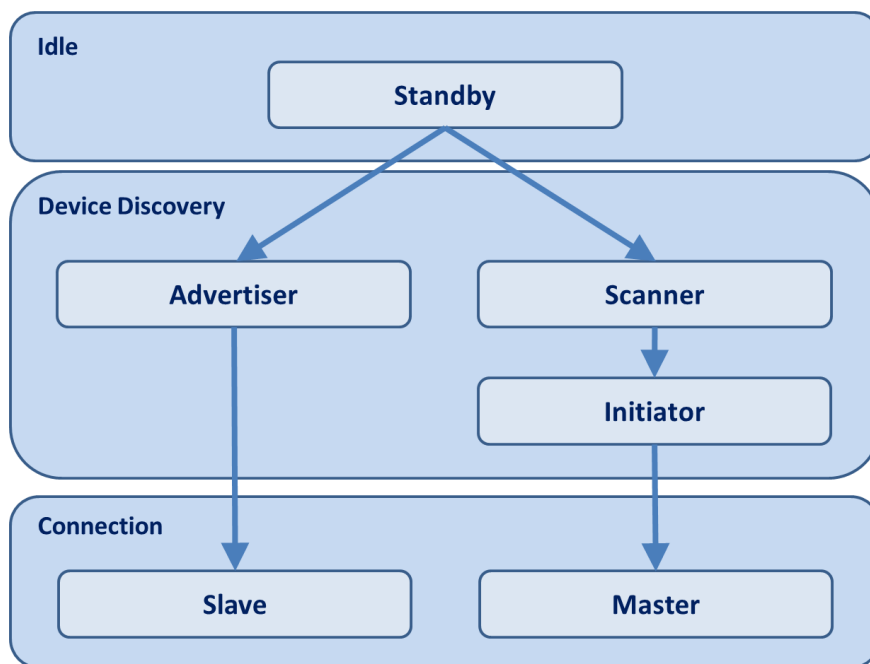 Idle
Standby
Device Discovery
Advertiser
Scanner
Initiator
Connection
Slave
Master